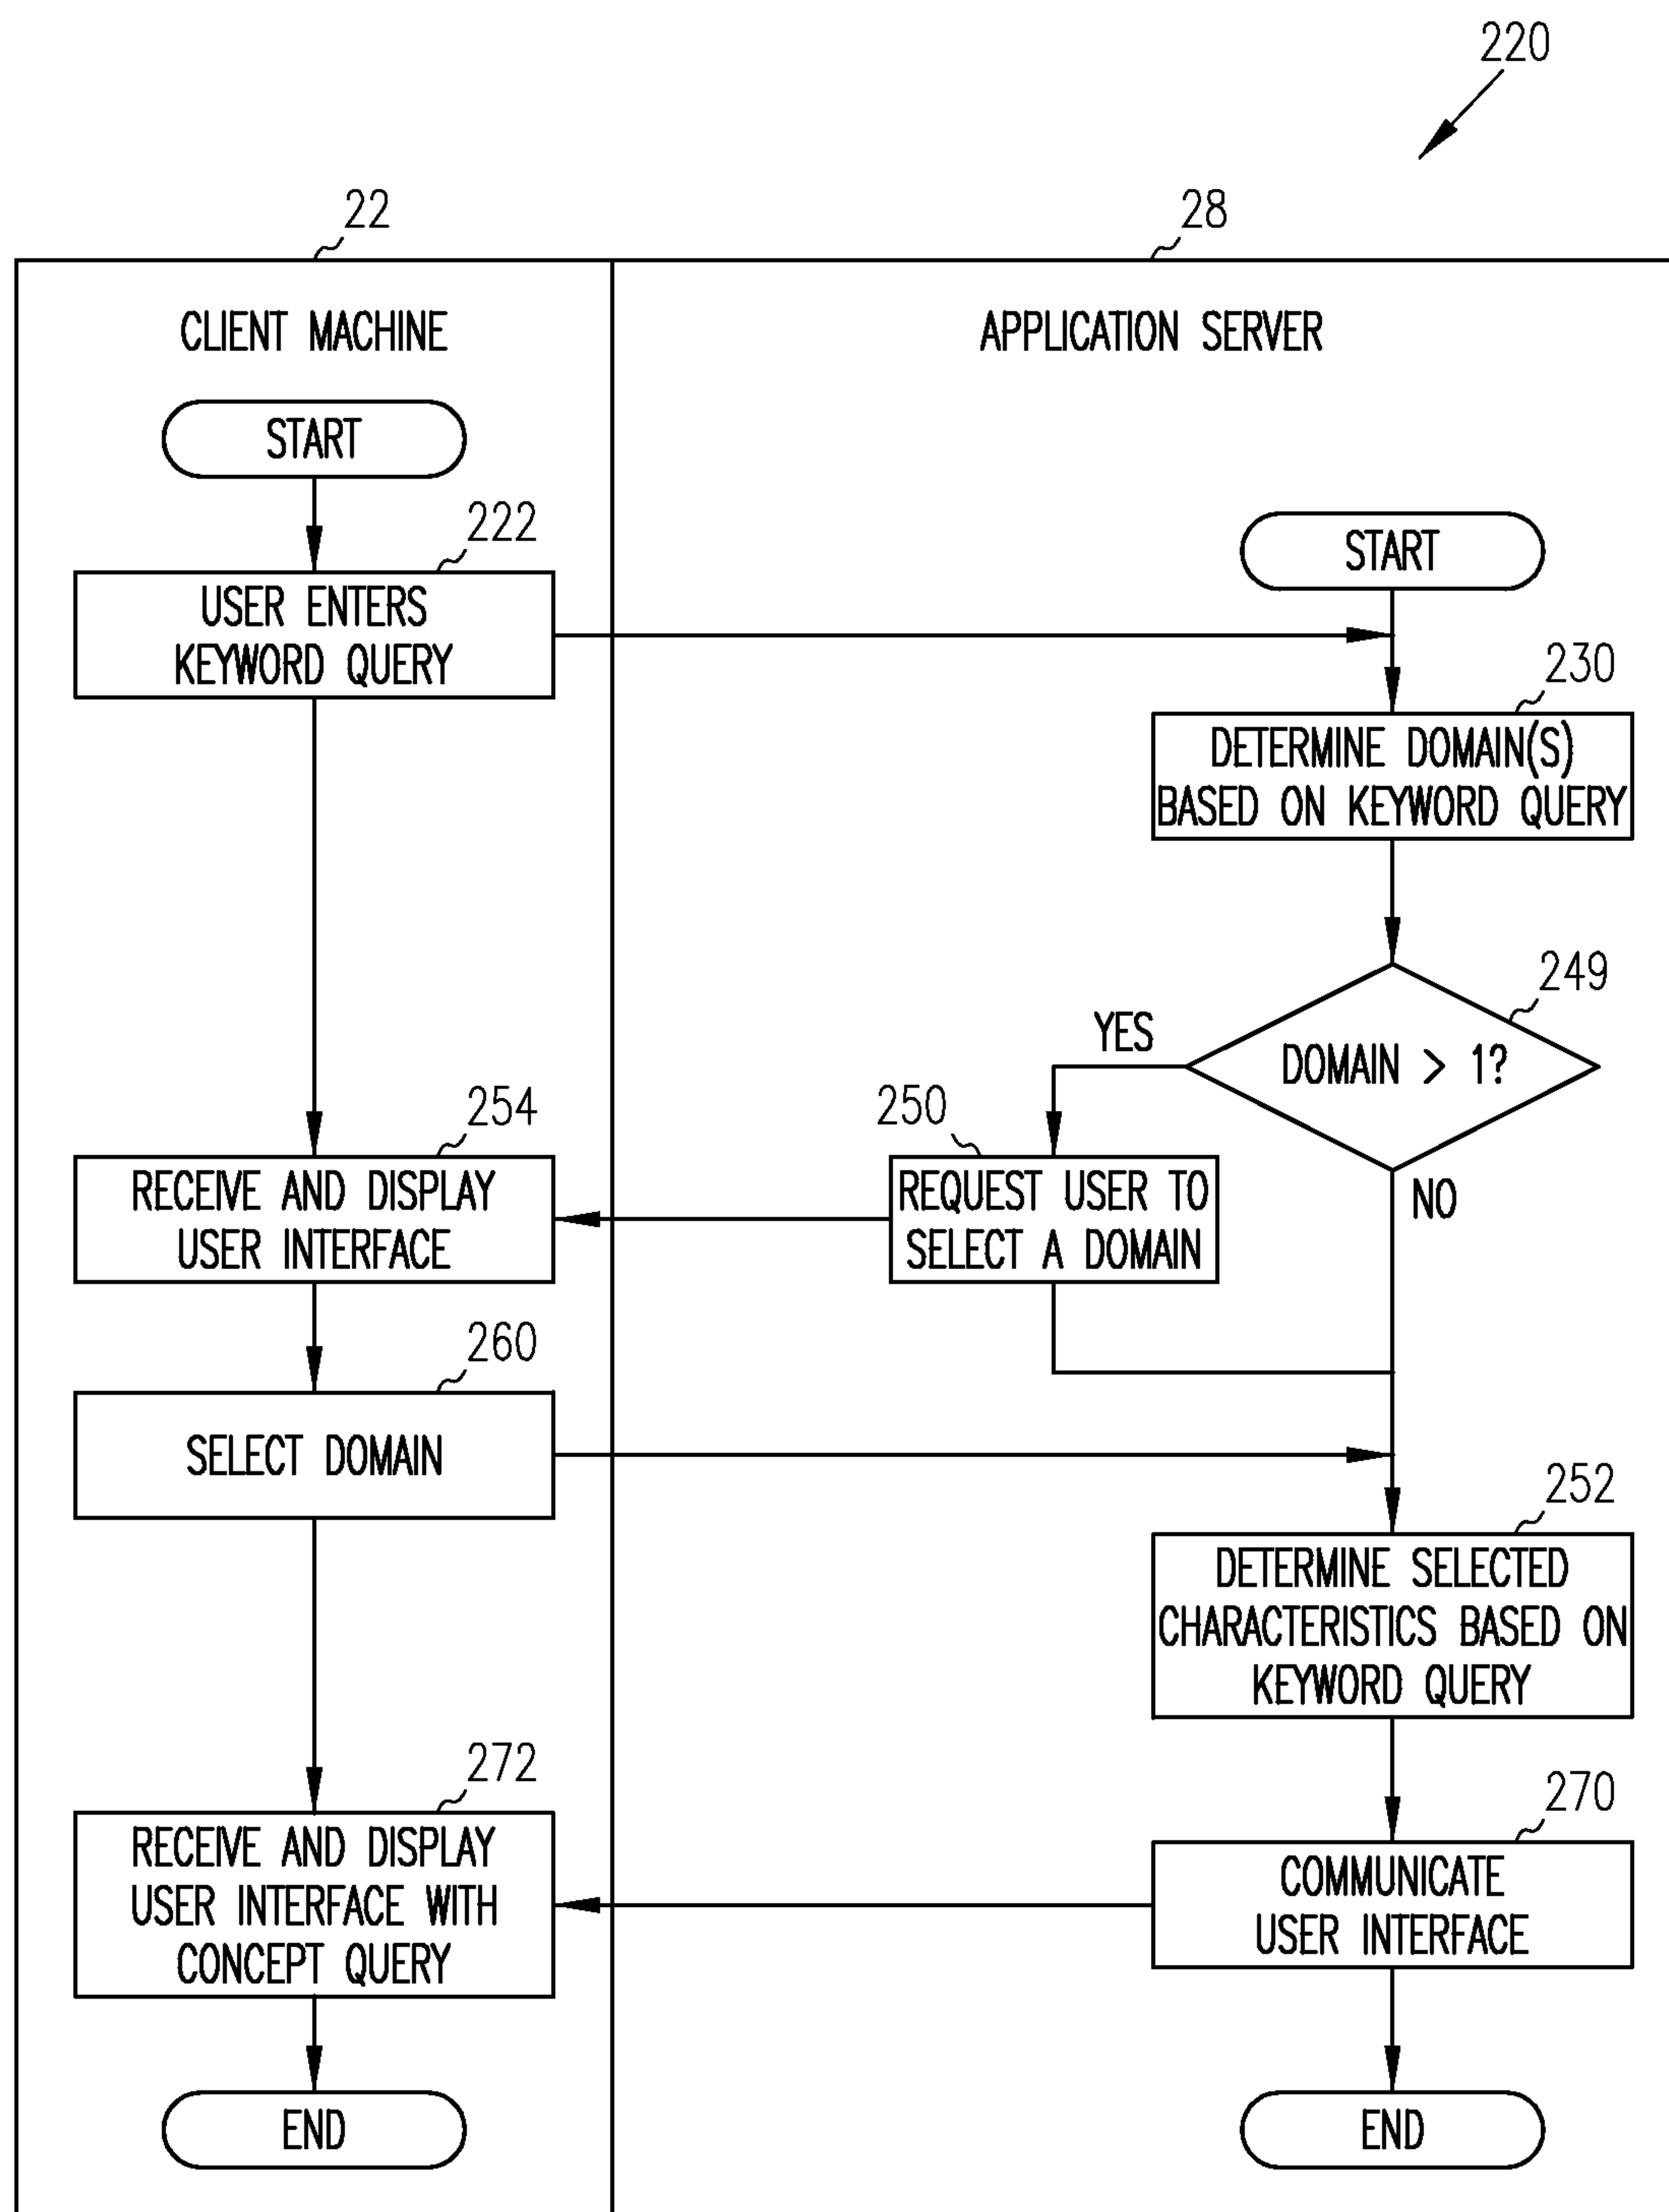 220
22
28
CLIENT MACHINE
APPLICATION SERVER
START
222
USER ENTERS
KEYWORD QUERY
START
230
DETERMINE DOMAIN(S)
BASED ON KEYWORD QUERY
249
DOMAIN > 1?
YES
NO
250
REQUEST USER TO
SELECT A DOMAIN
254
RECEIVE AND DISPLAY
USER INTERFACE
260
SELECT DOMAIN
252
DETERMINE SELECTED
CHARACTERISTICS BASED ON
KEYWORD QUERY
270
COMMUNICATE
USER INTERFACE
272
RECEIVE AND DISPLAY
USER INTERFACE WITH
CONCEPT QUERY
END
END